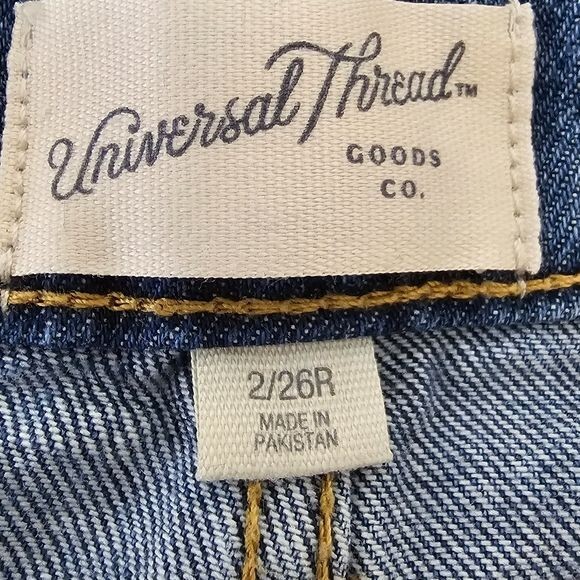 Universal Thread™
GOODS
CO.
2/26R
MADE IN
PAKISTAN